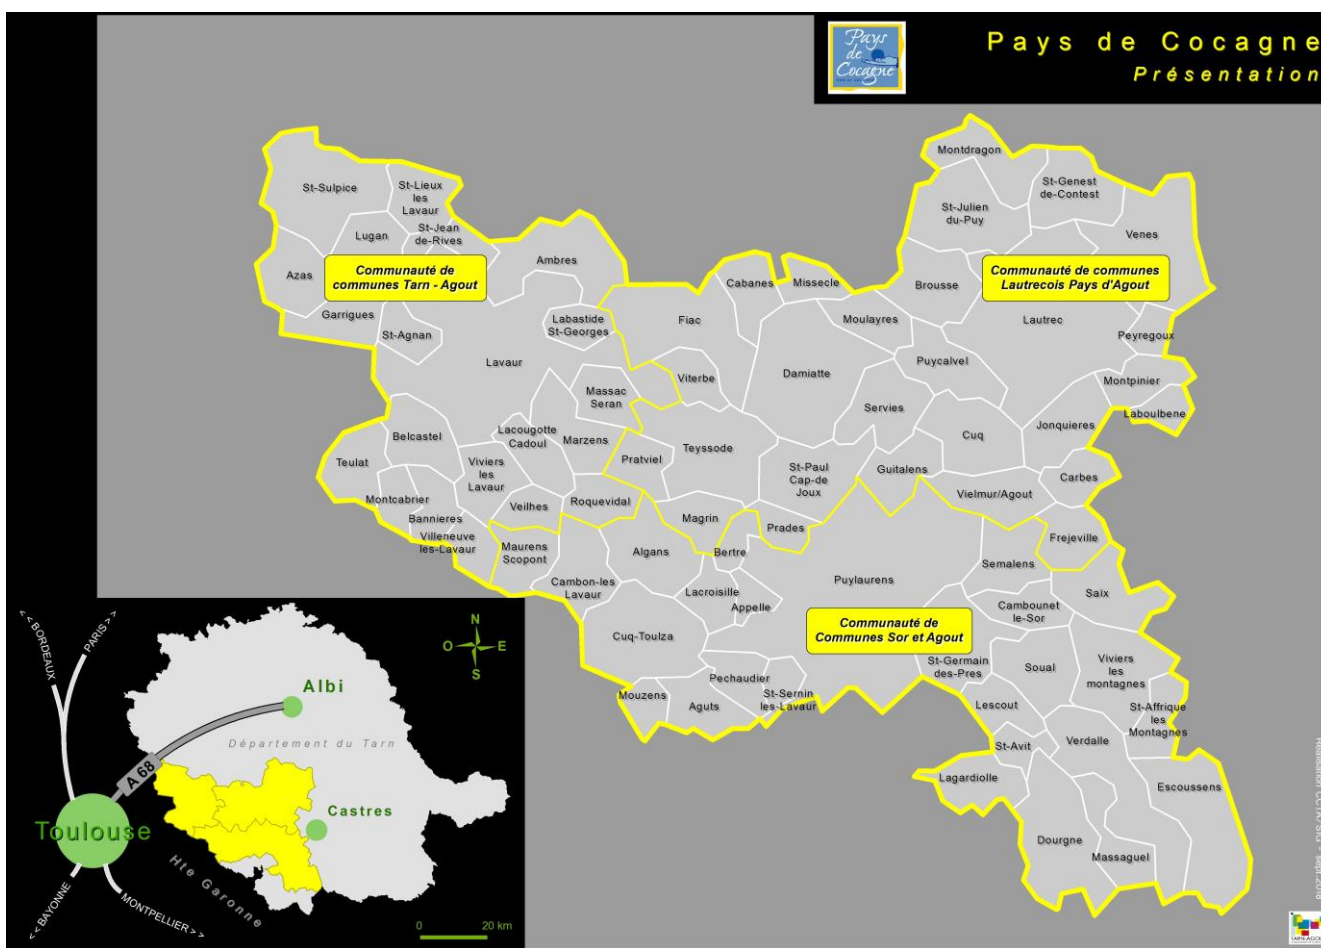 Pays de Cocagne
Présentation
Pays
de
Cocagne
Montdragon
St-Genest
de-Contest
St-Sulpice
St-Lieux
les
Lavaur
St-Julien
du-Puy
St-Jean
de-Rives
Lugan
Venes
Ambres
Azas
Communauté de
communes Tarn - Agout
Cabanes
Missecle
Brousse
Communauté de communes
Lautrecois Pays d'Agout
Garrigues
St-Agnan
Labastide
St-Georges
Fiac
Moulayres
Lautrec
Peyregoux
Lavaur
Puycalvel
Viterbe
Damiatte
Montpinier
Massac
Seran
Servies
Laboulbene
Belcastel
Lacougotte
Cadoul
Marzens
Teyssode
Cuq
Jonquieres
Teulat
Viviers
les
Lavaur
Pratviel
St-Paul
Cap-de
Joux
Guitalens
Carbes
Montcabrier
Vielmur/Agout
Veilhes
Roquevidal
Bannieres
Magrin
Prades
Villeneuve
les-Lavaur
Maurens
Scopont
Algans
Bertre
Frejeville
Semalens
Cambon-les
Lavaur
Lacroisille
Appelle
Puylaurens
Saïx
Cambounet
le-Sor
Communauté de
Communes Sor et Agout
Cuq-Toulza
St-Germain
des-Pres
Soual
Viviers
les
montagnes
Pechaudier
Mouzens
Aguts
St-Sernin
les-Lavaur
Lescout
St-Affrique
les
Montagnes
St-Avit
Verdalle
Lagardiolle
Escoussens
Dourgne
Massaguel
< < BORDEAUX
PARIS > >
N
O
E
S
Albi
Département du Tarn
A 68
Castres
Toulouse
Hte Garonne
< < BAYONNE
MONTPELLIER > >
0
20 km